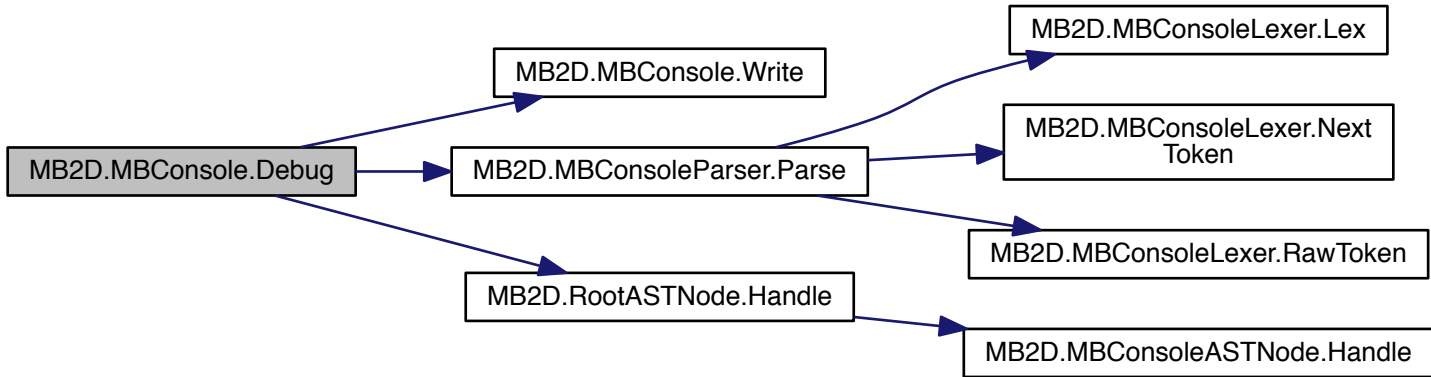 MB2D.MBConsole.Debug
MB2D.MBConsole.Write
MB2D.MBConsoleParser.Parse
MB2D.RootASTNode.Handle
MB2D.MBConsoleLexer.Lex
MB2D.MBConsoleLexer.Next
Token
MB2D.MBConsoleLexer.RawToken
MB2D.MBConsoleASTNode.Handle